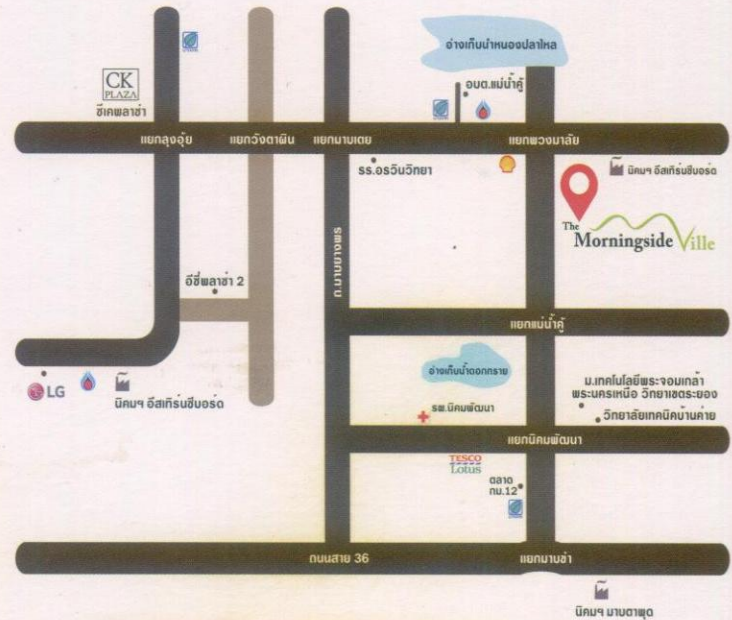 อ่างเก็บน้ำหนองปลาไหล
CK
PLAZA
ซีเคพลาซ่า
อบต.แม่น้ำคู้
แยกลุงอุ้ย
แยกวังตาผิน
แยกมาบเตย
แยกพวงมาลัย
รร.อรวินวิทยา
นิคมฯ อีสเทิร์นซีบอร์ด
The
Morningside Ville
ถ.มาบยางพร
อีซี่พลาซ่า 2
แยกแม่น้ำคู้
LG
นิคมฯ อีสเทิร์นซีบอร์ด
อ่างเก็บน้ำดอกกราย
รพ.นิคมพัฒนา
ม.เทคโนโลยีพระจอมเกล้า
พระนครเหนือ วิทยาเขตระยอง
วิทยาลัยเทคนิคบ้านค่าย
แยกนิคมพัฒนา
TESCO
Lotus
ตลาด
กม.12
ถนนสาย 36
แยกมาบข่า
นิคมฯ มาบตาพุด